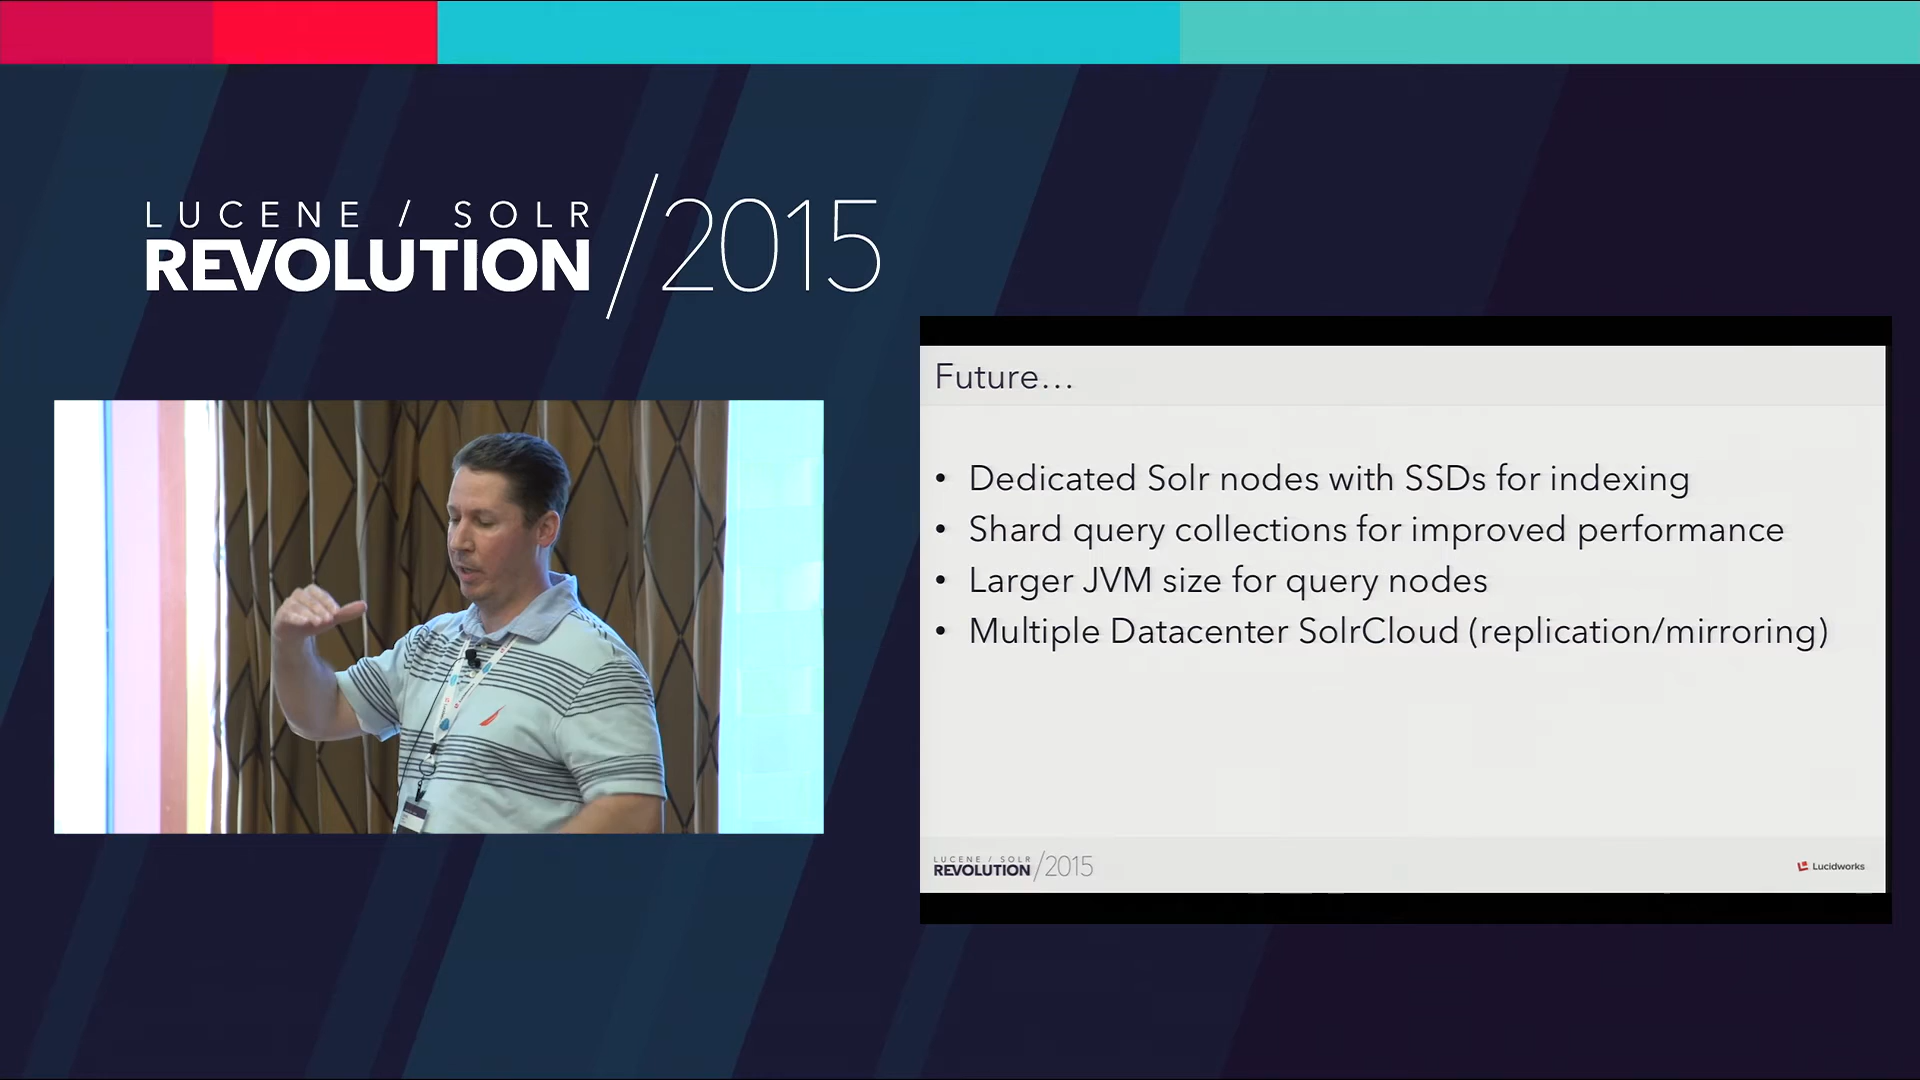 LUCENE / SOLR
REVOLUTION /2015
Future...
• Dedicated Solr nodes with SSDs for indexing
• Shard query collections for improved performance
• Larger JVM size for query nodes
• Multiple Datacenter SolrCloud (replication/mirroring)
LUCENE / SOLR
REVOLUTION /2015
Lucidworks